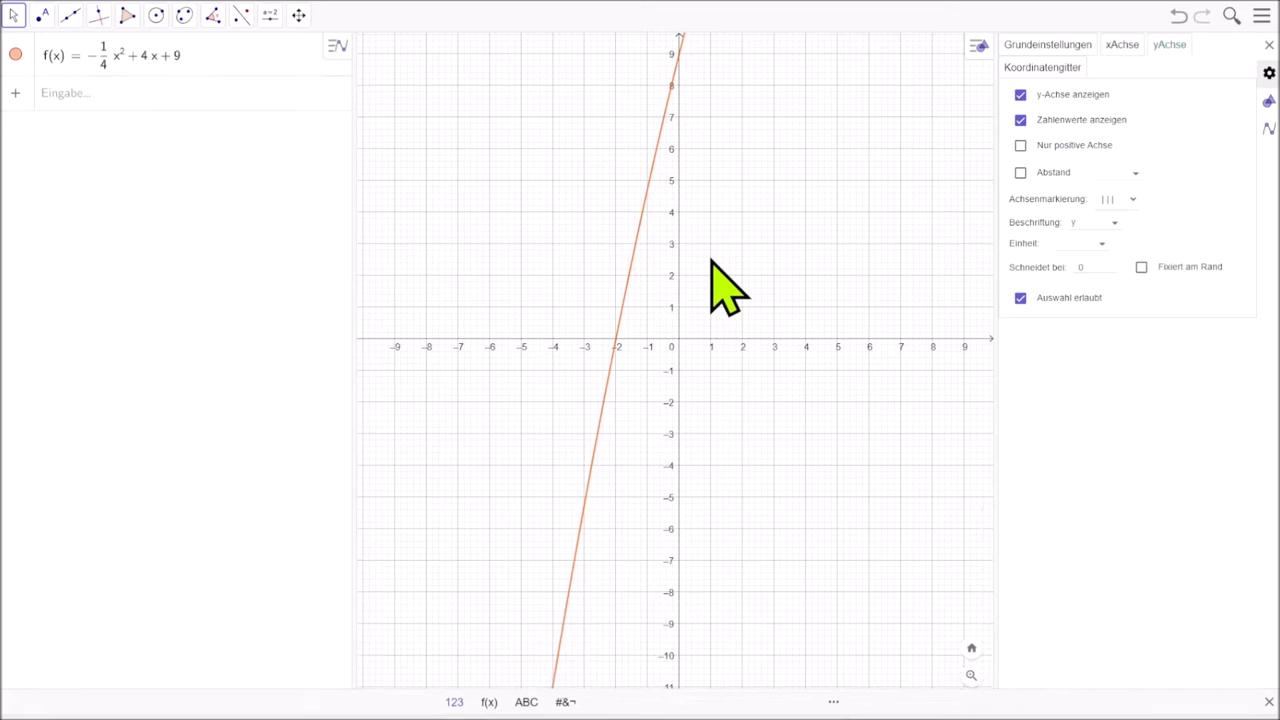 a=2
f(x) = −1/4 x² + 4 x + 9
+ Eingabe...
9
8
7
6
5
4
3
2
1
−9 −8 −7 −6 −5 −4 −3 −2 −1 0 1 2 3 4 5 6 7 8 9
−1
−2
−3
−4
−5
−6
−7
−8
−9
−10
11
Grundeinstellungen xAchse yAchse
Koordinatengitter
y-Achse anzeigen
Zahlenwerte anzeigen
Nur positive Achse
Abstand
Achsenmarkierung: | | |
Beschriftung: y
Einheit:
Schneidet bei: 0 Fixiert am Rand
Auswahl erlaubt
123 f(x) ABC #&¬ ...